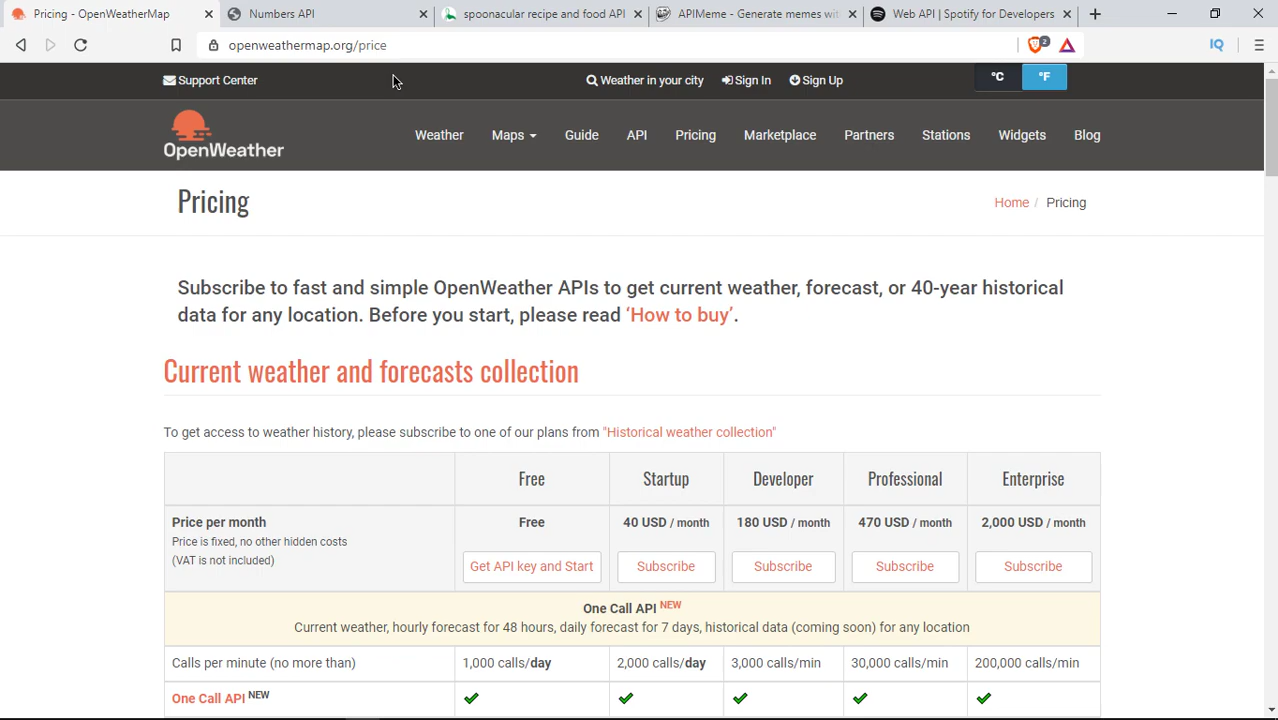 Pricing - OpenWeatherMap
Numbers API
spoonacular recipe and food API
APIMeme - Generate memes wit
Web API | Spotify for Developers
openweathermap.org/price
2
IQ
Support Center
Weather in your city
Sign In
Sign Up
°C
°F
OpenWeather
Weather
Maps
Guide
API
Pricing
Marketplace
Partners
Stations
Widgets
Blog
Pricing
Home / Pricing
Subscribe to fast and simple OpenWeather APIs to get current weather, forecast, or 40-year historical
data for any location. Before you start, please read ‘How to buy’.
Current weather and forecasts collection
To get access to weather history, please subscribe to one of our plans from "Historical weather collection"
Free Startup Developer Professional Enterprise
Price per month Free 40 USD / month 180 USD / month 470 USD / month 2,000 USD / month
Price is fixed, no other hidden costs
(VAT is not included)
Get API key and Start Subscribe Subscribe Subscribe Subscribe
One Call API NEW
Current weather, hourly forecast for 48 hours, daily forecast for 7 days, historical data (coming soon) for any location
Calls per minute (no more than) 1,000 calls/day 2,000 calls/day 3,000 calls/min 30,000 calls/min 200,000 calls/min
One Call API NEW